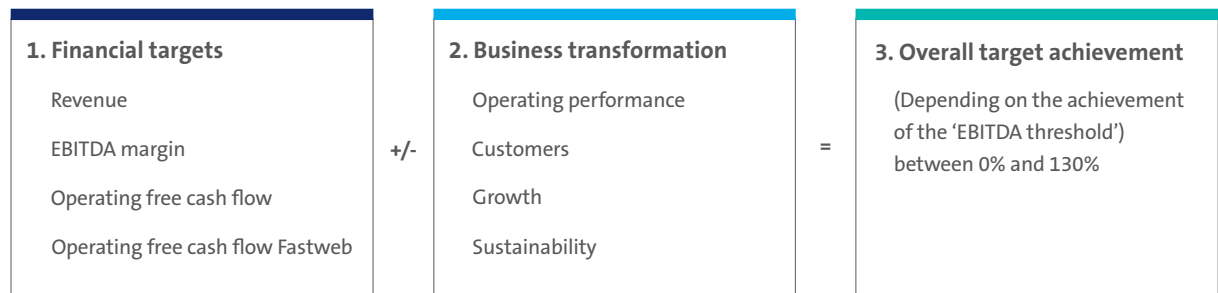 1. Financial targets
Revenue
EBITDA margin
Operating free cash flow
Operating free cash flow Fastweb
+/-
2. Business transformation
Operating performance
Customers
Growth
Sustainability
=
3. Overall target achievement
(Depending on the achievement
of the ‘EBITDA threshold’)
between 0% and 130%